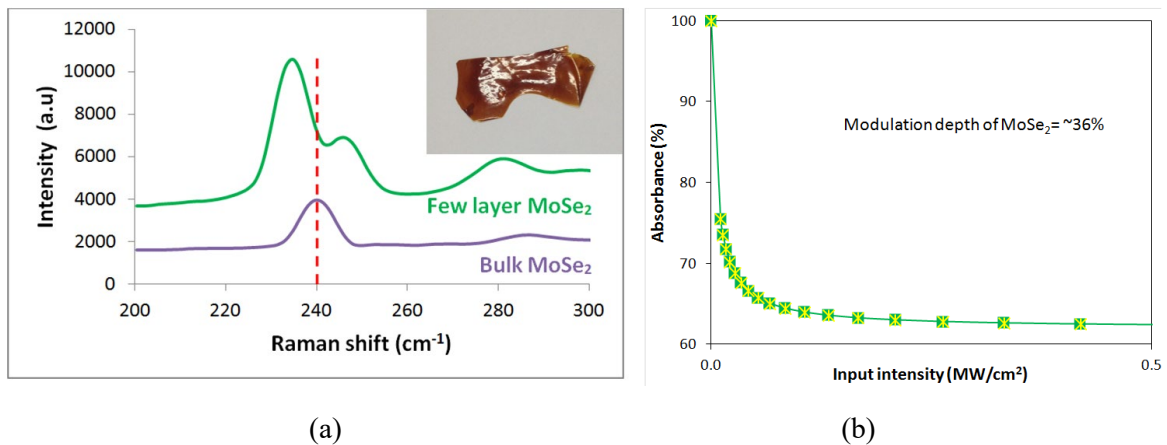 12000
10000
8000
6000
4000
2000
0
200
220
240
260
280
300
Intensity (a.u)
Raman shift (cm⁻¹)
Few layer MoSe₂
Bulk MoSe₂
(a)
100
90
80
70
60
0.0
0.5
Absorbance (%)
Input intensity (MW/cm²)
Modulation depth of MoSe₂= ~36%
(b)